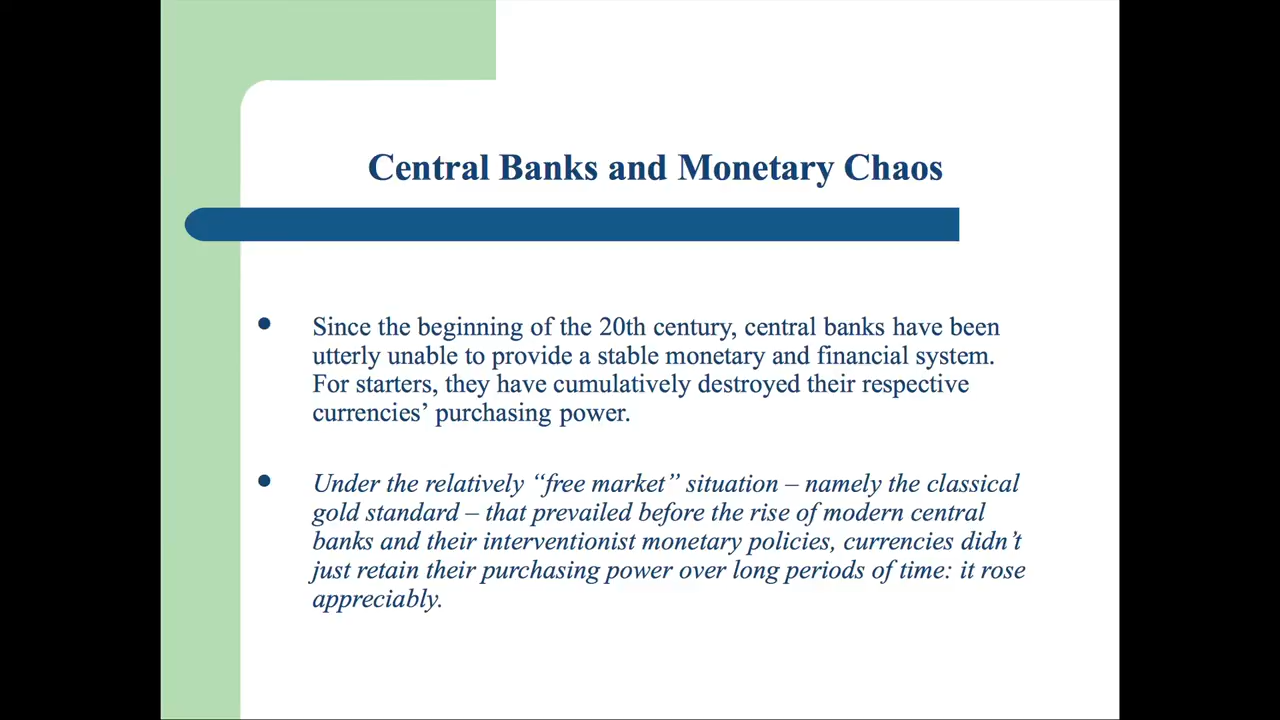 Central Banks and Monetary Chaos
• Since the beginning of the 20th century, central banks have been
utterly unable to provide a stable monetary and financial system.
For starters, they have cumulatively destroyed their respective
currencies’ purchasing power.
• Under the relatively “free market” situation – namely the classical
gold standard – that prevailed before the rise of modern central
banks and their interventionist monetary policies, currencies didn’t
just retain their purchasing power over long periods of time: it rose
appreciably.